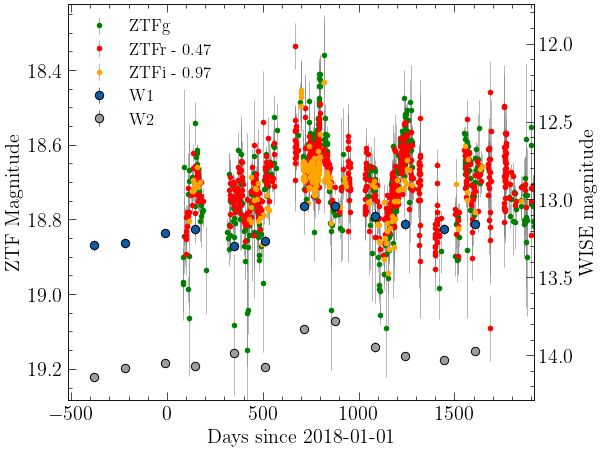 ZTFg
ZTFr - 0.47
ZTFi - 0.97
W1
W2
18.4
18.6
18.8
19.0
19.2
ZTF Magnitude
12.0
12.5
13.0
13.5
14.0
WISE magnitude
−500
0
500
1000
1500
Days since 2018-01-01